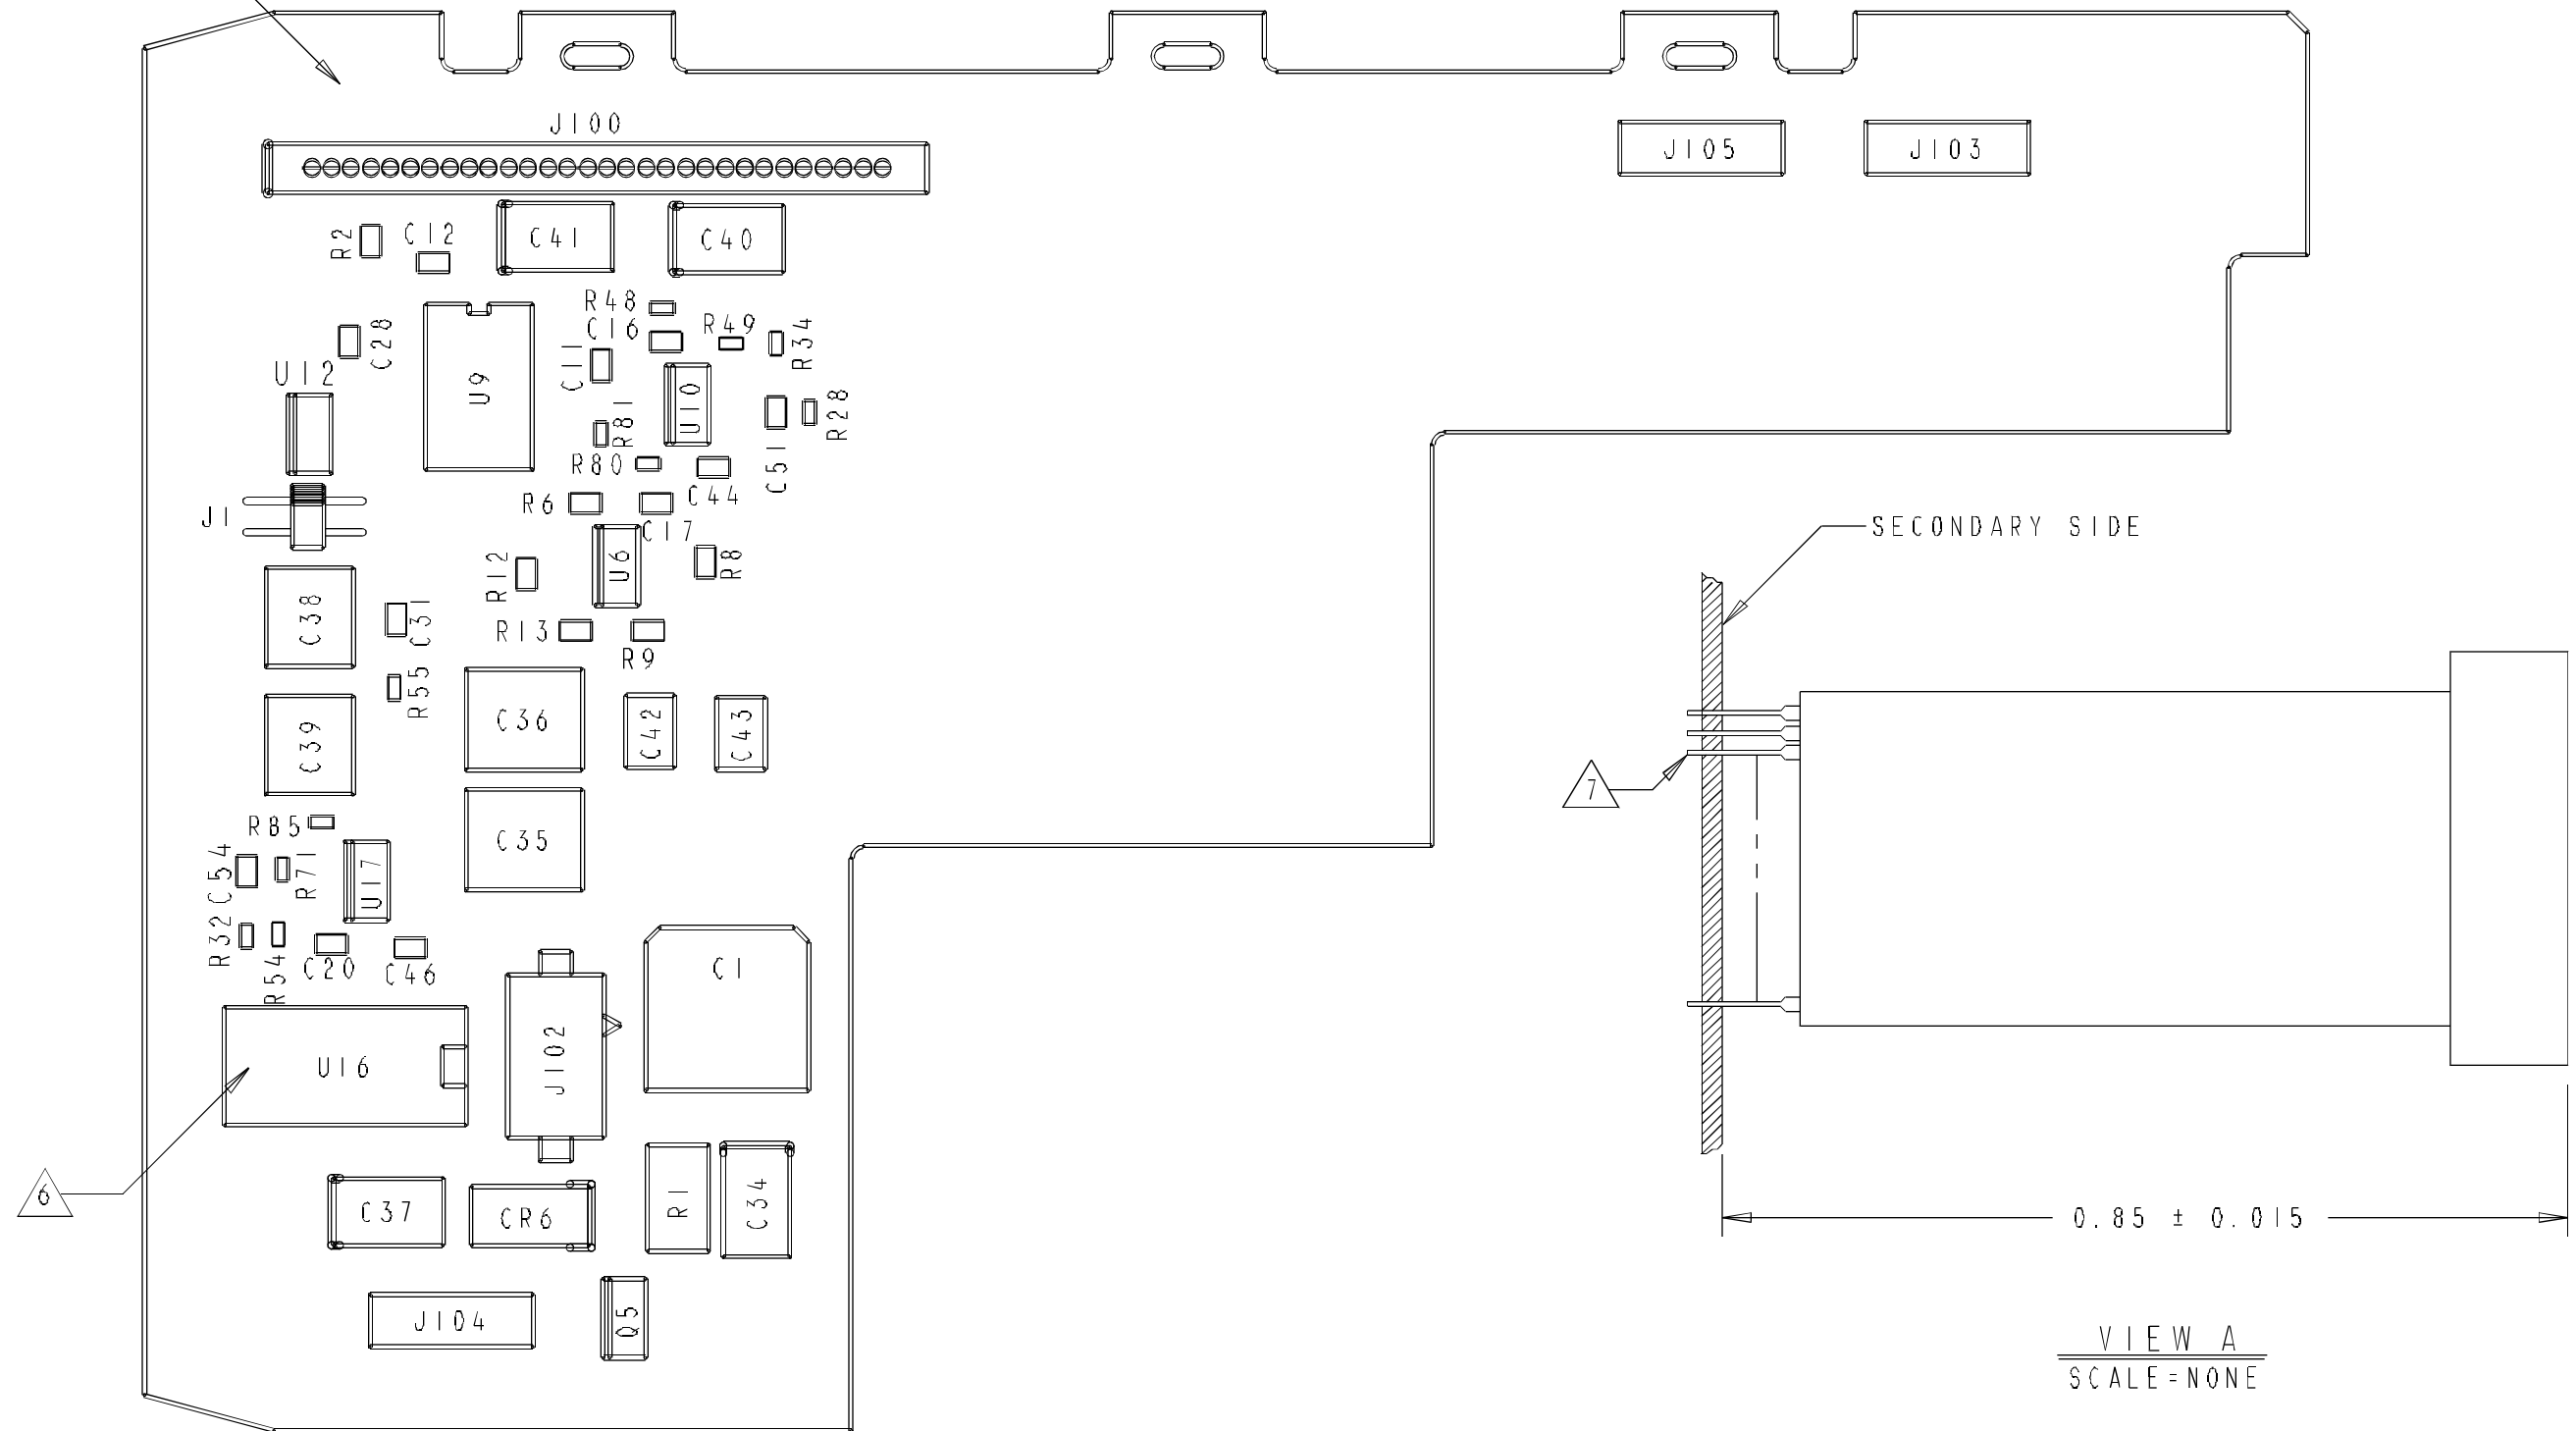 J100
J105
J103
R2
C12
C41
C40
R48
C16
R49
R34
C28
U12
U9
C11
U10
R81
R28
R80
C51
C44
R6
J1
C17
SECONDARY SIDE
R12
U6
R8
C38
C31
R13
R9
R55
C36
C42
C43
C39
7
R85
C35
C54
R71
U17
R32
R54
C20
C46
C1
U16
J102
6
C37
CR6
R1
C34
0.85 ± 0.015
J104
Q5
VIEW A
SCALE=NONE